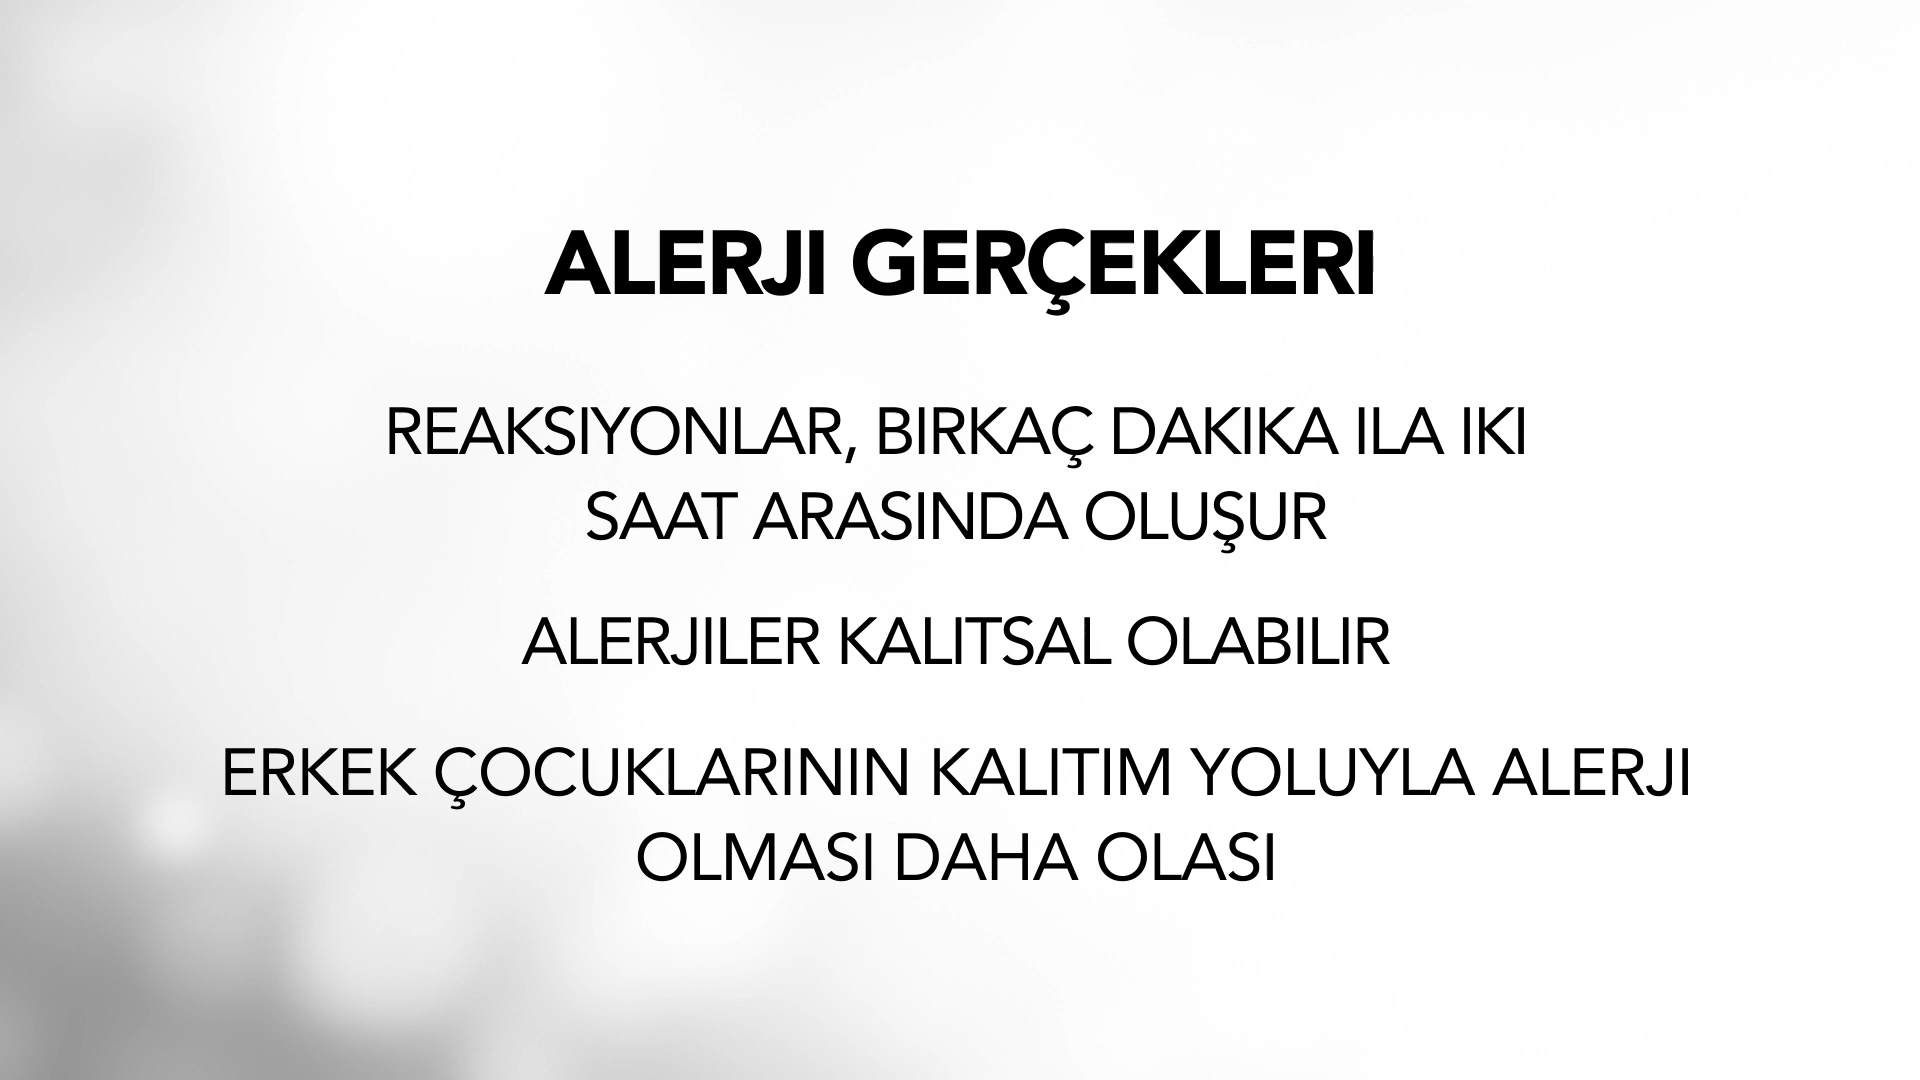 ALERJI GERÇEKLERI
REAKSIYONLAR, BIRKAÇ DAKIKA ILA IKI
SAAT ARASINDA OLUŞUR
ALERJILER KALITSAL OLABILIR
ERKEK ÇOCUKLARININ KALITIM YOLUYLA ALERJI
OLMASI DAHA OLASI